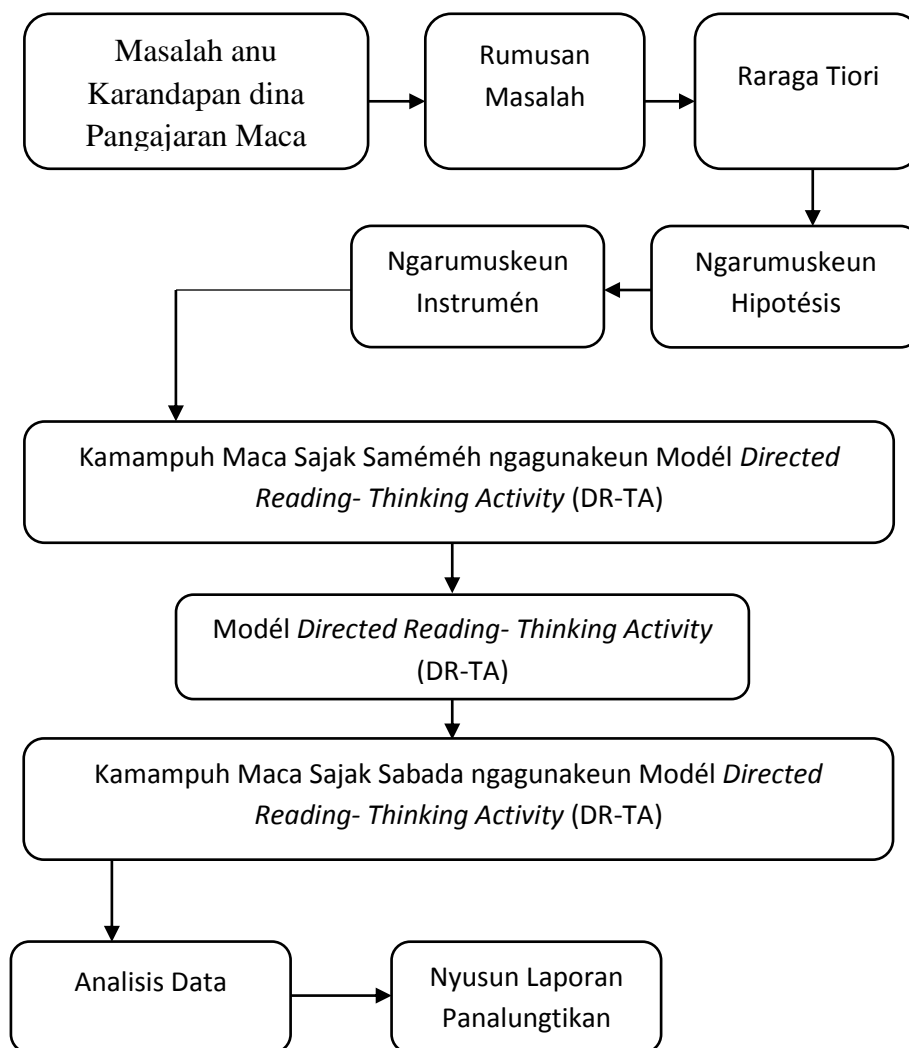 Masalah anu
Karandapan dina
Pangajaran Maca
Rumusan
Masalah
Raraga Tiori
Ngarumuskeun
Hipotésis
Ngarumuskeun
Instrumén
Kamampuh Maca Sajak Saméméh ngagunakeun Modél Directed
Reading- Thinking Activity (DR-TA)
Modél Directed Reading- Thinking Activity
(DR-TA)
Kamampuh Maca Sajak Sabada ngagunakeun Modél Directed
Reading- Thinking Activity (DR-TA)
Analisis Data
Nyusun Laporan
Panalungtikan